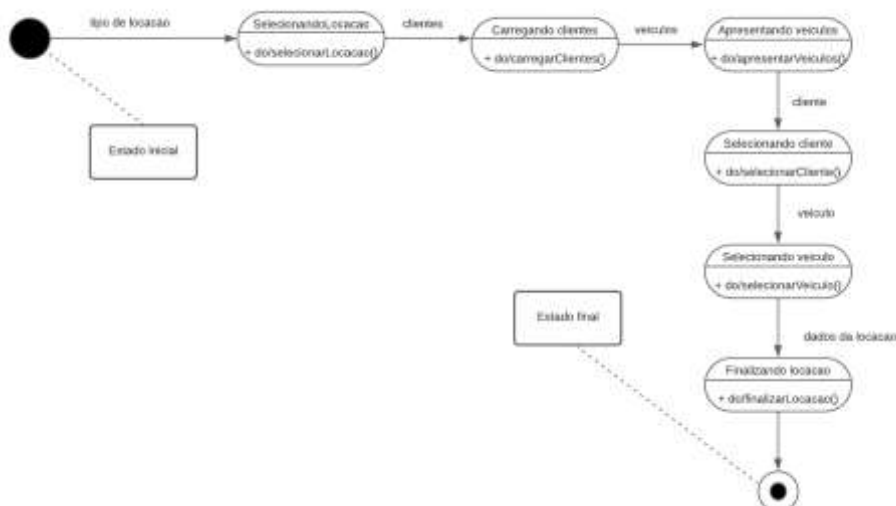 tipo de locacao
SelecionandoLocacao
+ do/selecionarLocacao()
clientes
Carregando clientes
+ do/carregarClientes()
veiculos
Apresentando veiculos
+ do/apresentarVeiculos()
cliente
Estado inicial
Selecionando cliente
+ do/selecionarCliente()
veiculo
Selecionando veiculo
+ do/selecionarVeiculo()
Estado final
dados da locacao
Finalizando locacao
+ do/finalizarLocacao()